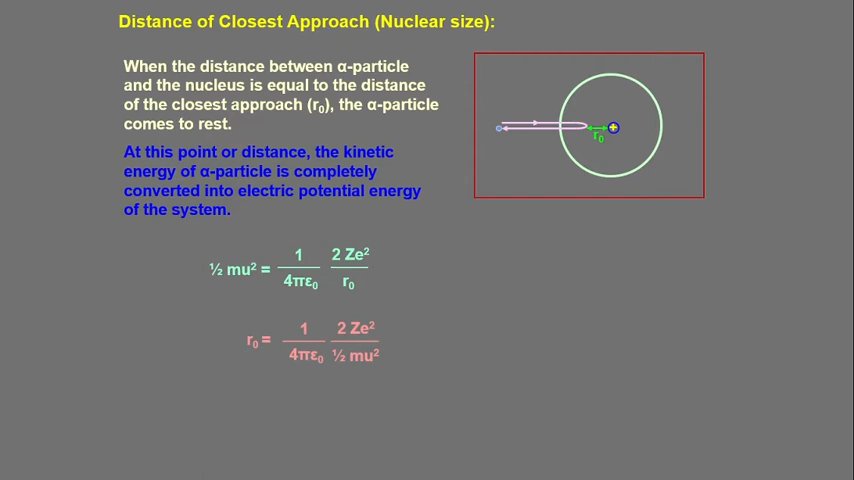 Distance of Closest Approach (Nuclear size):
When the distance between α-particle
and the nucleus is equal to the distance
of the closest approach (r₀), the α-particle
comes to rest.
At this point or distance, the kinetic
energy of α-particle is completely
converted into electric potential energy
of the system.
+
r₀
½ mu² = 1 / 4πε₀ 2 Ze² / r₀
r₀ = 1 / 4πε₀ 2 Ze² / ½ mu²